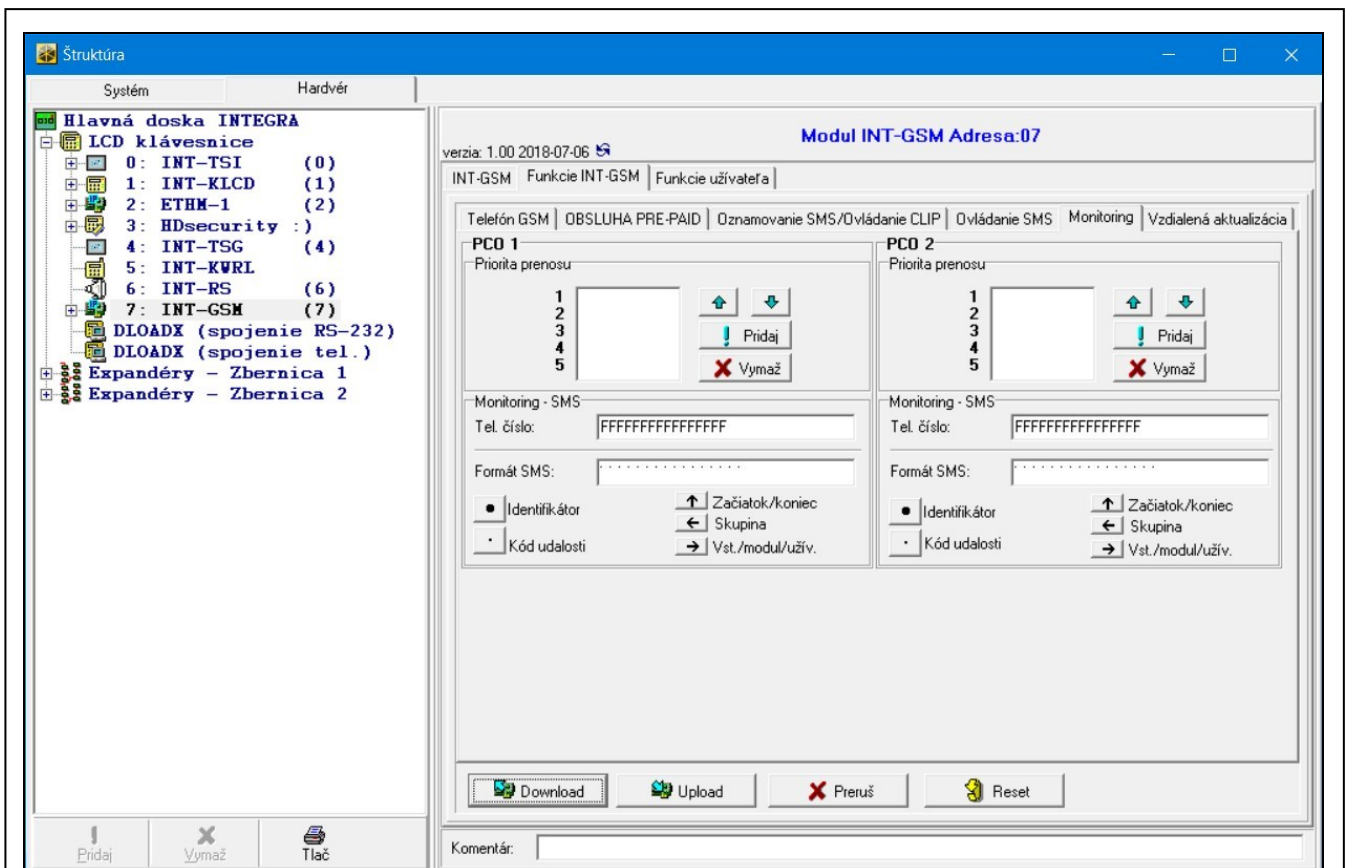 Štruktúra
Systém Hardvér
Hlavná doska INTEGRA
LCD klávesnice
0: INT-TSI (0)
1: INT-KLCD (1)
2: ETHM-1 (2)
3: HDsecurity :)
4: INT-TSG (4)
5: INT-KWRL
6: INT-RS (6)
7: INT-GSM (7)
DLOADX (spojenie RS-232)
DLOADX (spojenie tel.)
Expandéry - Zbernica 1
Expandéry - Zbernica 2
Pridaj Vymaž Tlač
Modul INT-GSM Adresa:07
verzia: 1.00 2018-07-06
INT-GSM Funkcie INT-GSM Funkcie užívateľa
Telefón GSM OBSLUHA PRE-PAID Oznamovanie SMS/Ovládanie CLIP Ovládanie SMS Monitoring Vzdialená aktualizácia
PCO 1
Priorita prenosu
1
2
3
4
5
Pridaj
Vymaž
Monitoring - SMS
Tel. číslo: FFFFFFFFFFFFFFFF
Formát SMS: . . . . . . . . . . . . . . . .
Identifikátor
Kód udalosti
Začiatok/koniec
Skupina
Vst./modul/užív.
PCO 2
Priorita prenosu
1
2
3
4
5
Pridaj
Vymaž
Monitoring - SMS
Tel. číslo: FFFFFFFFFFFFFFFF
Formát SMS: . . . . . . . . . . . . . . . .
Identifikátor
Kód udalosti
Začiatok/koniec
Skupina
Vst./modul/užív.
Download Upload Preruš Reset
Komentár: